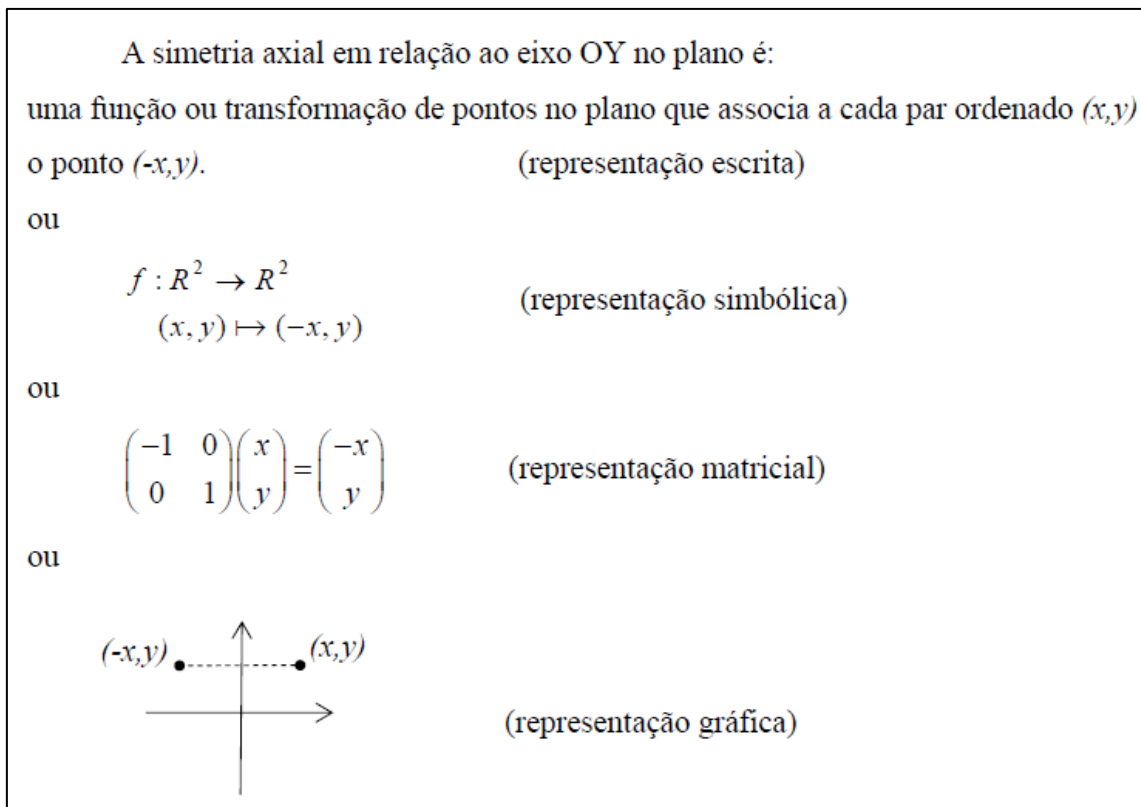 A simetria axial em relação ao eixo OY no plano é:
uma função ou transformação de pontos no plano que associa a cada par ordenado (x,y)
o ponto (-x,y). (representação escrita)
ou
f : R² → R²
(x, y) ↦ (−x, y) (representação simbólica)
ou
(−1 0) (x) = (−x)
(0 1) (y) (y) (representação matricial)
ou
(-x,y) (x,y)
(representação gráfica)